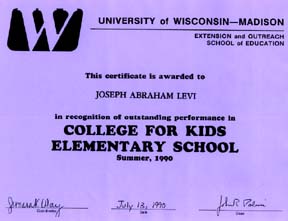 UNIVERSITY OF WISCONSIN—MADISON
EXTENSION AND OUTREACH
SCHOOL OF EDUCATION
This certificate is awarded to
JOSEPH ABRAHAM LEVI
in recognition of outstanding performance in
COLLEGE FOR KIDS
ELEMENTARY SCHOOL
Summer, 1990
July 13, 1990
Date